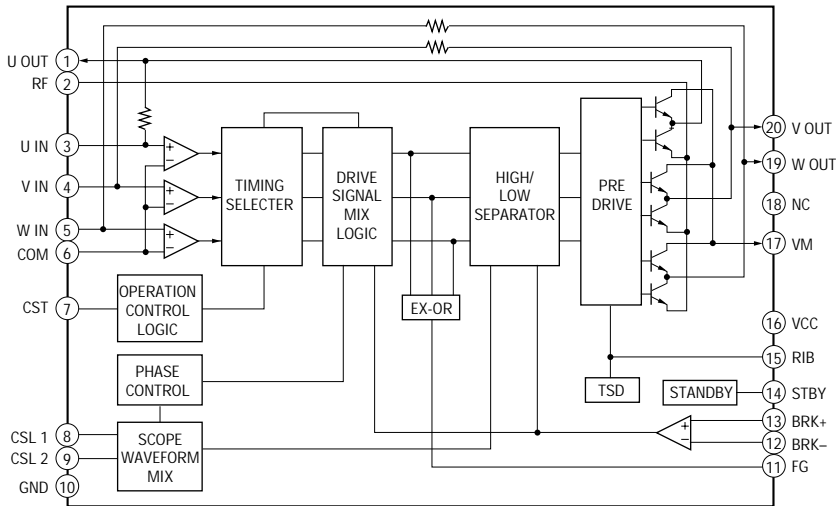 U OUT 1
RF 2
U IN 3
V IN 4
W IN 5
COM 6
CST 7
CSL 1 8
CSL 2 9
GND 10
+
−
+
−
+
−
TIMING
SELECTER
DRIVE
SIGNAL
MIX
LOGIC
HIGH/
LOW
SEPARATOR
PRE
DRIVE
OPERATION
CONTROL
LOGIC
EX-OR
PHASE
CONTROL
SCOPE
WAVEFORM
MIX
TSD
STANDBY
+
−
20 V OUT
19 W OUT
18 NC
17 VM
16 VCC
15 RIB
14 STBY
13 BRK+
12 BRK−
11 FG